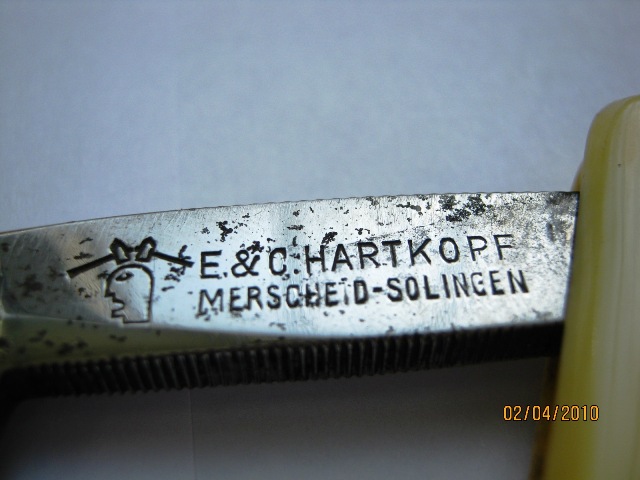 E. & C. HARTKOPF
MERSCHEID-SOLINGEN
02/04/2010